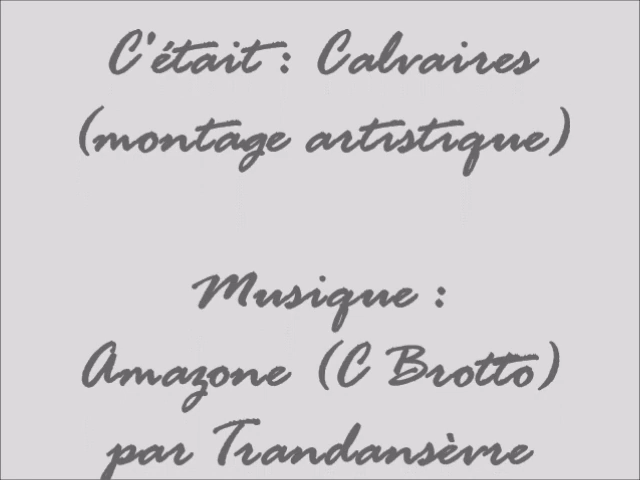 C'était : Calvaires
(montage artistique)
Musique :
Amazone (C Brotto)
par Trandansèvre